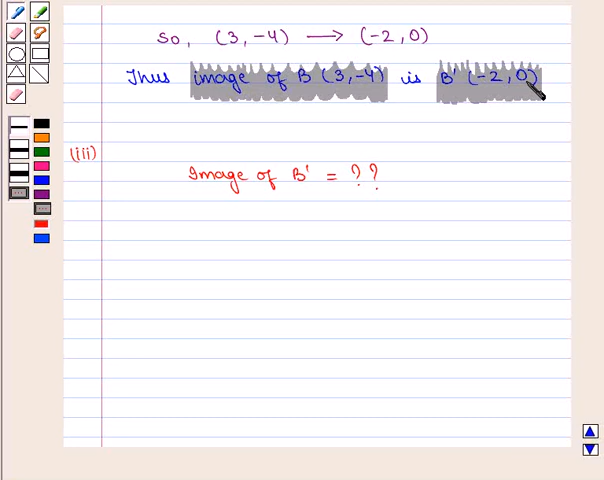 So, (3,-4) → (-2,0)
Thus image of B (3,-4) is B' (-2,0)
(iii)
Image of B' = ??